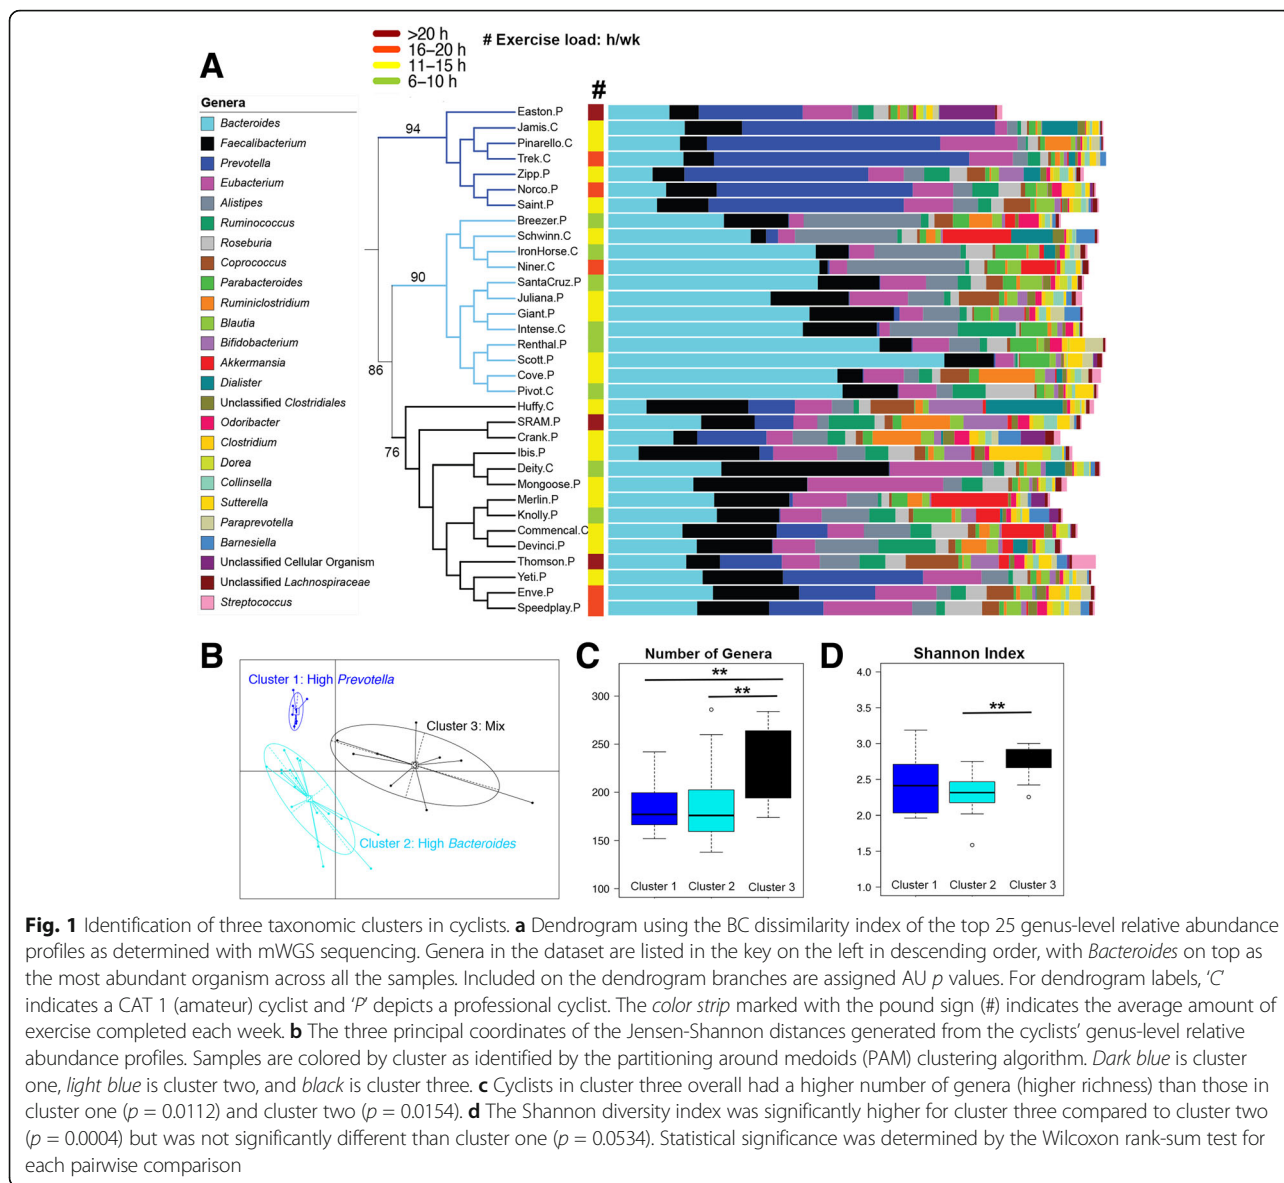 >20 h
16–20 h
11–15 h
6–10 h
# Exercise load: h/wk
A
#
Genera
Bacteroides
Faecalibacterium
Prevotella
Eubacterium
Alistipes
Ruminococcus
Roseburia
Coprococcus
Parabacteroides
Ruminiclostridium
Blautia
Bifidobacterium
Akkermansia
Dialister
Unclassified Clostridiales
Odoribacter
Clostridium
Dorea
Collinsella
Sutterella
Paraprevotella
Barnesiella
Unclassified Cellular Organism
Unclassified Lachnospiraceae
Streptococcus
94
90
86
76
Easton.P
Jamis.C
Pinarello.C
Trek.C
Zipp.P
Norco.P
Saint.P
Breezer.P
Schwinn.C
IronHorse.C
Niner.C
SantaCruz.P
Juliana.P
Giant.P
Intense.C
Renthal.P
Scott.P
Cove.P
Pivot.C
Huffy.C
SRAM.P
Crank.P
Ibis.P
Deity.C
Mongoose.P
Merlin.P
Knolly.P
Commencal.C
Devinci.P
Thomson.P
Yeti.P
Enve.P
Speedplay.P
B
Cluster 1: High Prevotella
Cluster 3: Mix
Cluster 2: High Bacteroides
C
Number of Genera
**
**
300
250
200
150
100
Cluster 1
Cluster 2
Cluster 3
D
Shannon Index
**
4.0
3.5
3.0
2.5
2.0
1.5
1.0
Cluster 1
Cluster 2
Cluster 3
Fig. 1 Identification of three taxonomic clusters in cyclists. a Dendrogram using the BC dissimilarity index of the top 25 genus-level relative abundance
profiles as determined with mWGS sequencing. Genera in the dataset are listed in the key on the left in descending order, with Bacteroides on top as
the most abundant organism across all the samples. Included on the dendrogram branches are assigned AU p values. For dendrogram labels, ‘C’
indicates a CAT 1 (amateur) cyclist and ‘P’ depicts a professional cyclist. The color strip marked with the pound sign (#) indicates the average amount of
exercise completed each week. b The three principal coordinates of the Jensen-Shannon distances generated from the cyclists’ genus-level relative
abundance profiles. Samples are colored by cluster as identified by the partitioning around medoids (PAM) clustering algorithm. Dark blue is cluster
one, light blue is cluster two, and black is cluster three. c Cyclists in cluster three overall had a higher number of genera (higher richness) than those in
cluster one (p = 0.0112) and cluster two (p = 0.0154). d The Shannon diversity index was significantly higher for cluster three compared to cluster two
(p = 0.0004) but was not significantly different than cluster one (p = 0.0534). Statistical significance was determined by the Wilcoxon rank-sum test for
each pairwise comparison